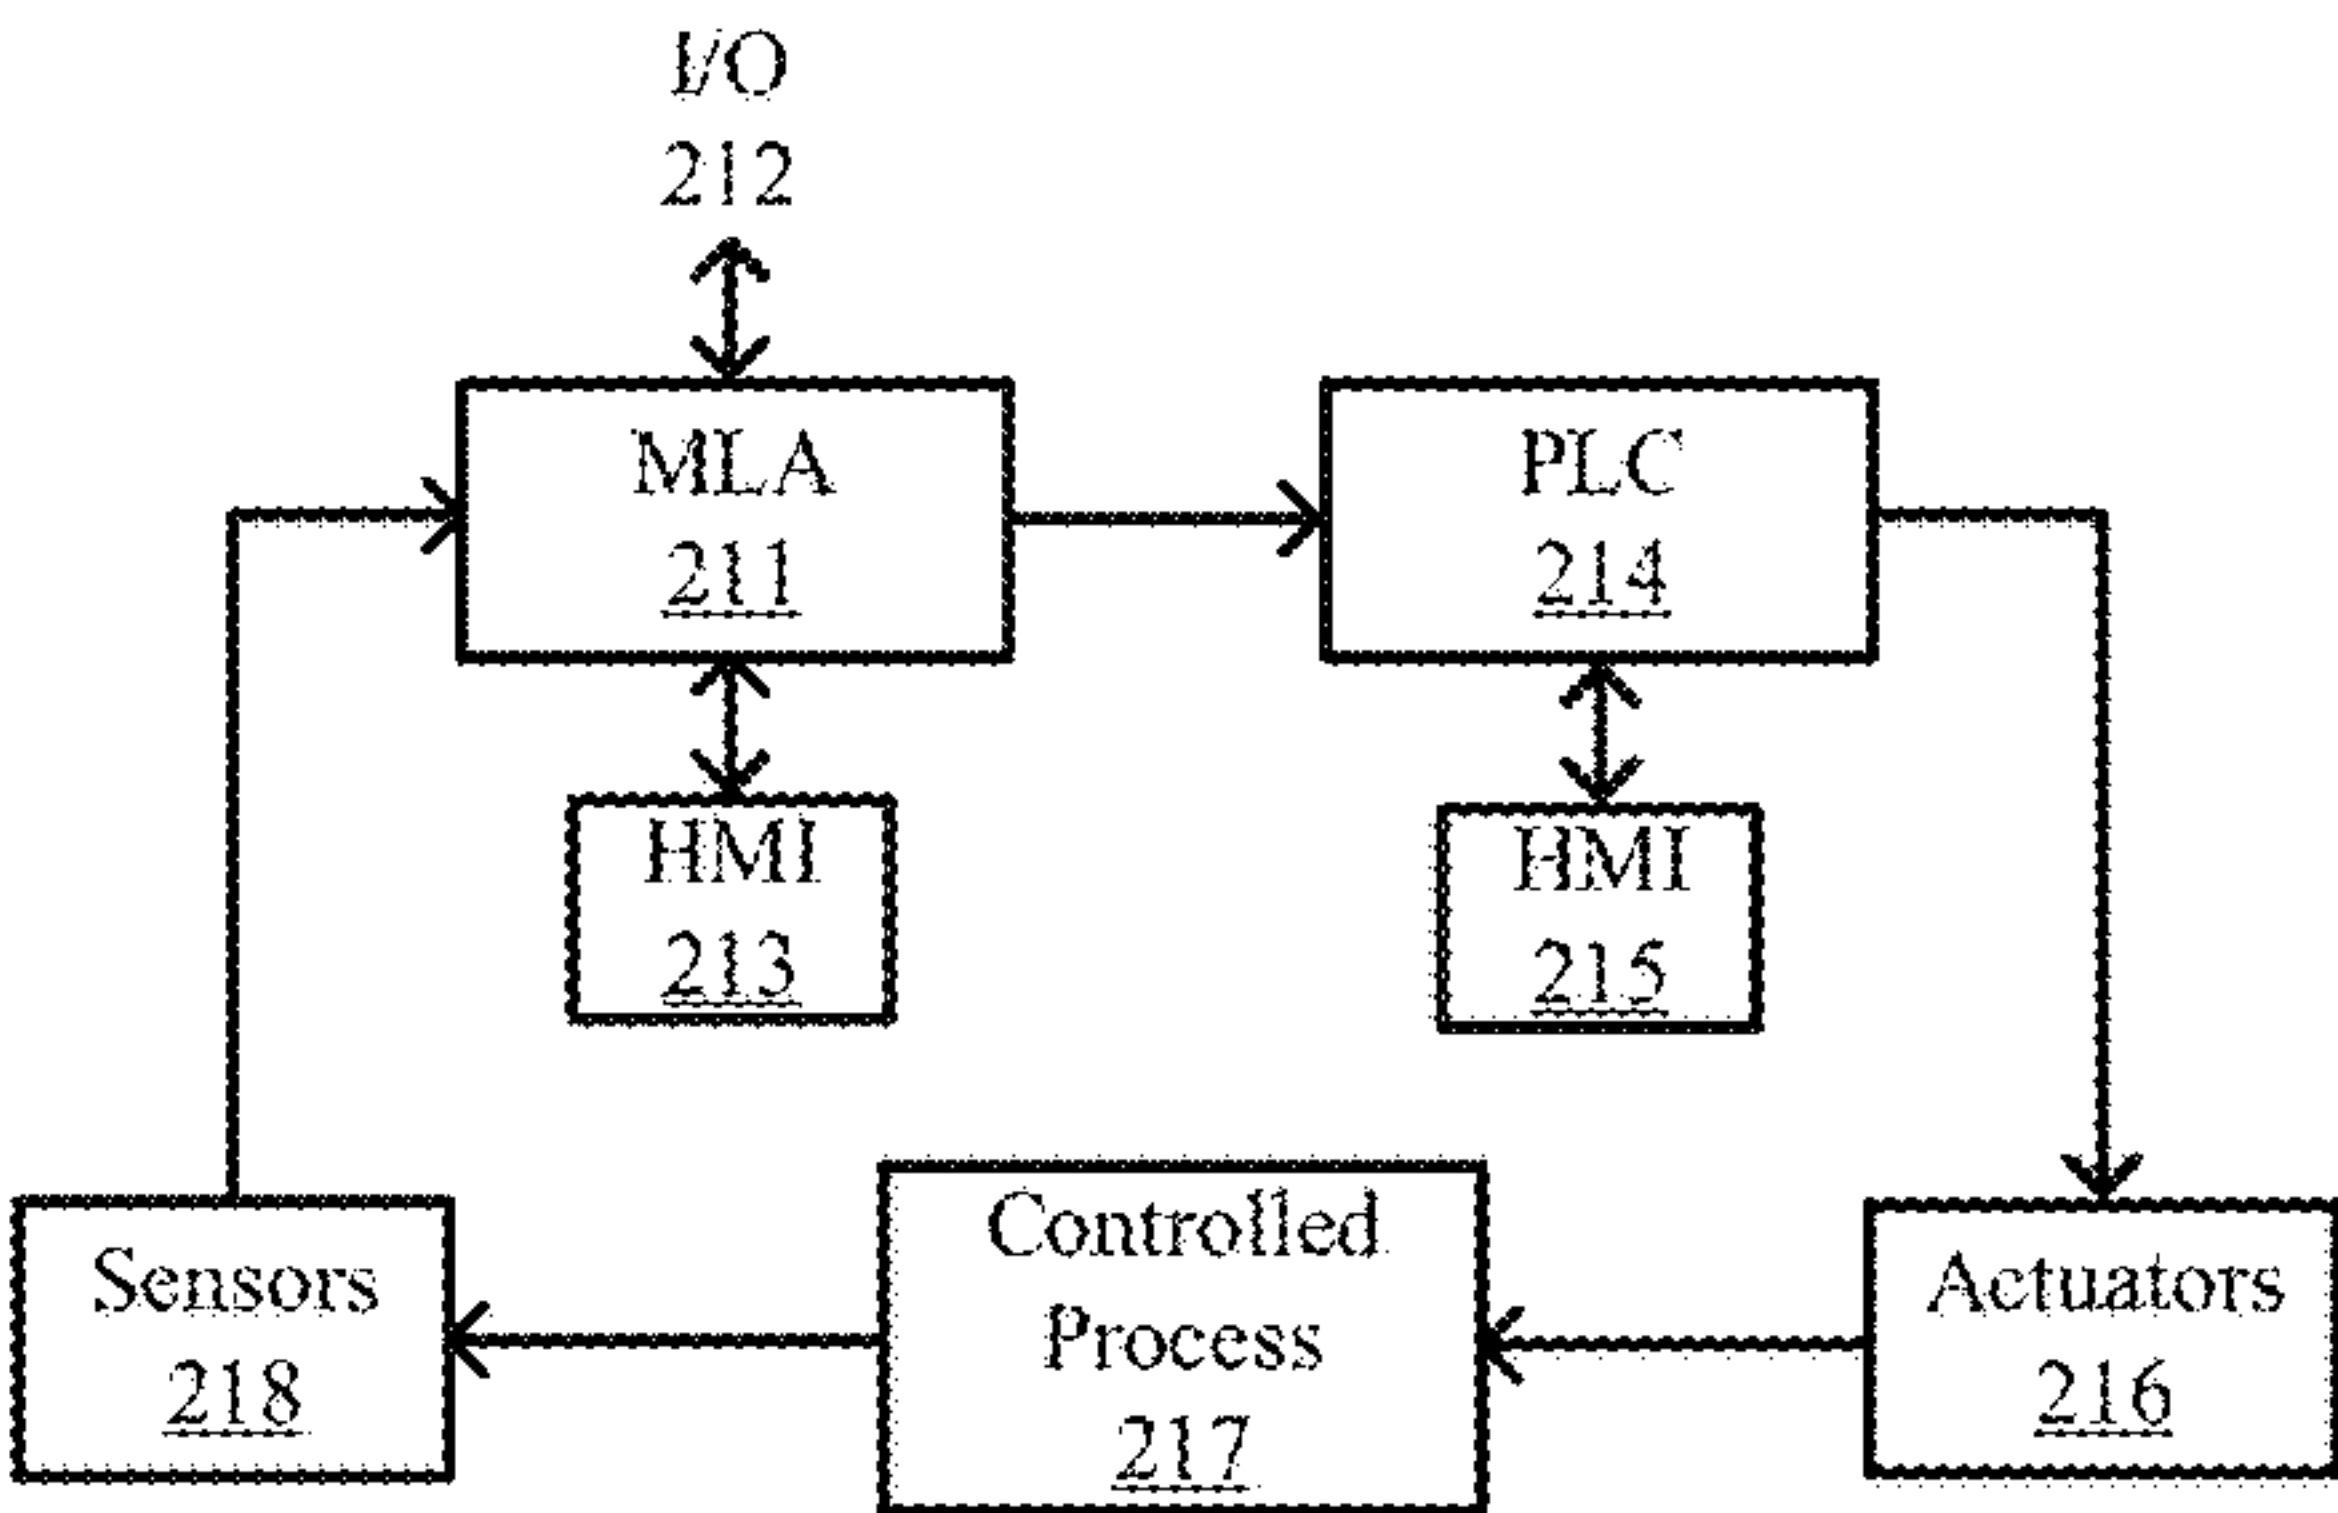 I/O
212
MLA
211
PLC
214
HMI
213
HMI
215
Sensors
218
Controlled
Process
217
Actuators
216